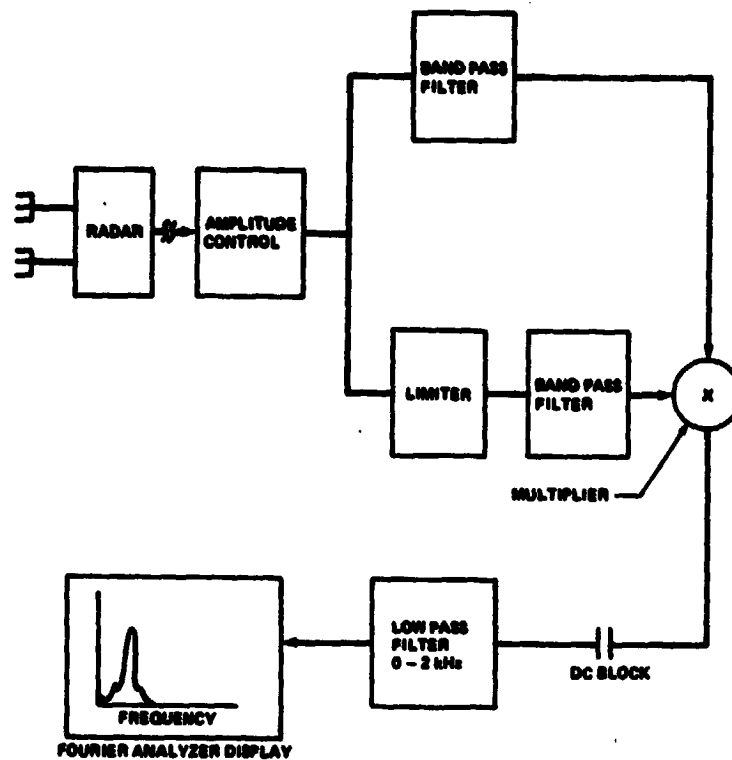 BAND PASS
FILTER
RADAR
AMPLITUDE
CONTROL
LIMITER
BAND PASS
FILTER
X
MULTIPLIER
LOW PASS
FILTER
0 – 2 kHz
DC BLOCK
FREQUENCY
FOURIER ANALYZER DISPLAY